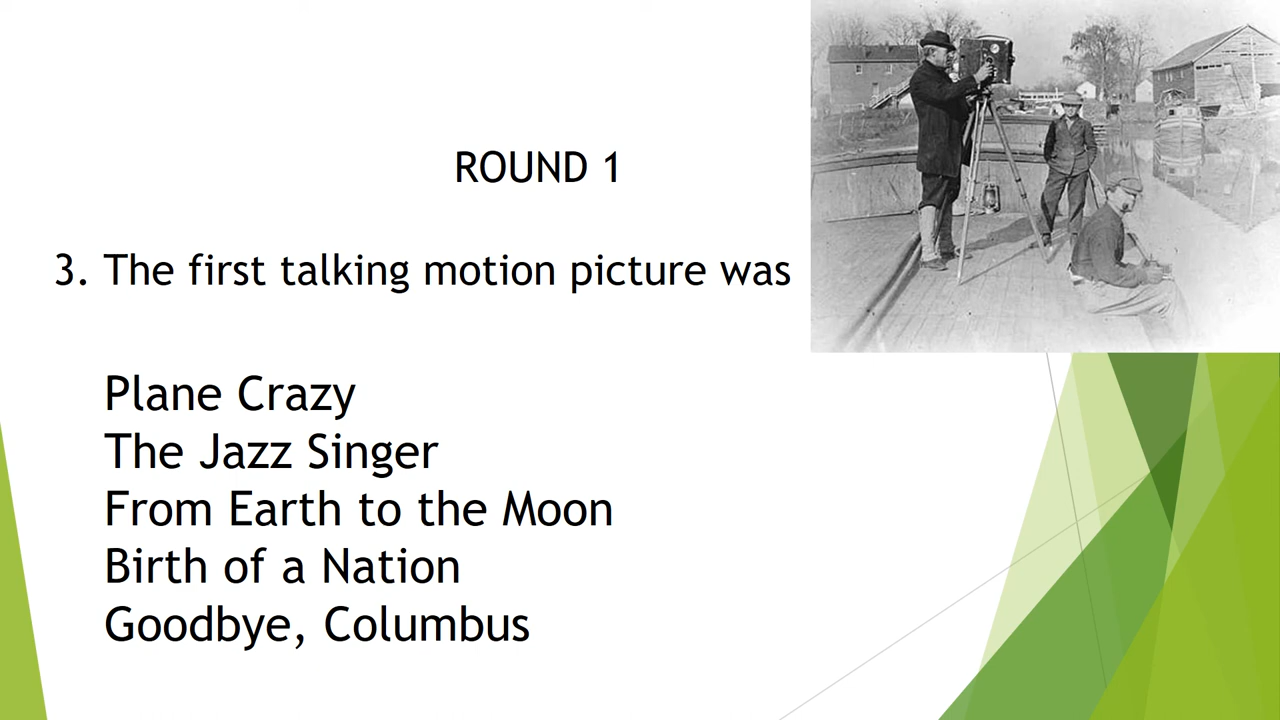 ROUND 1
3. The first talking motion picture was
Plane Crazy
The Jazz Singer
From Earth to the Moon
Birth of a Nation
Goodbye, Columbus